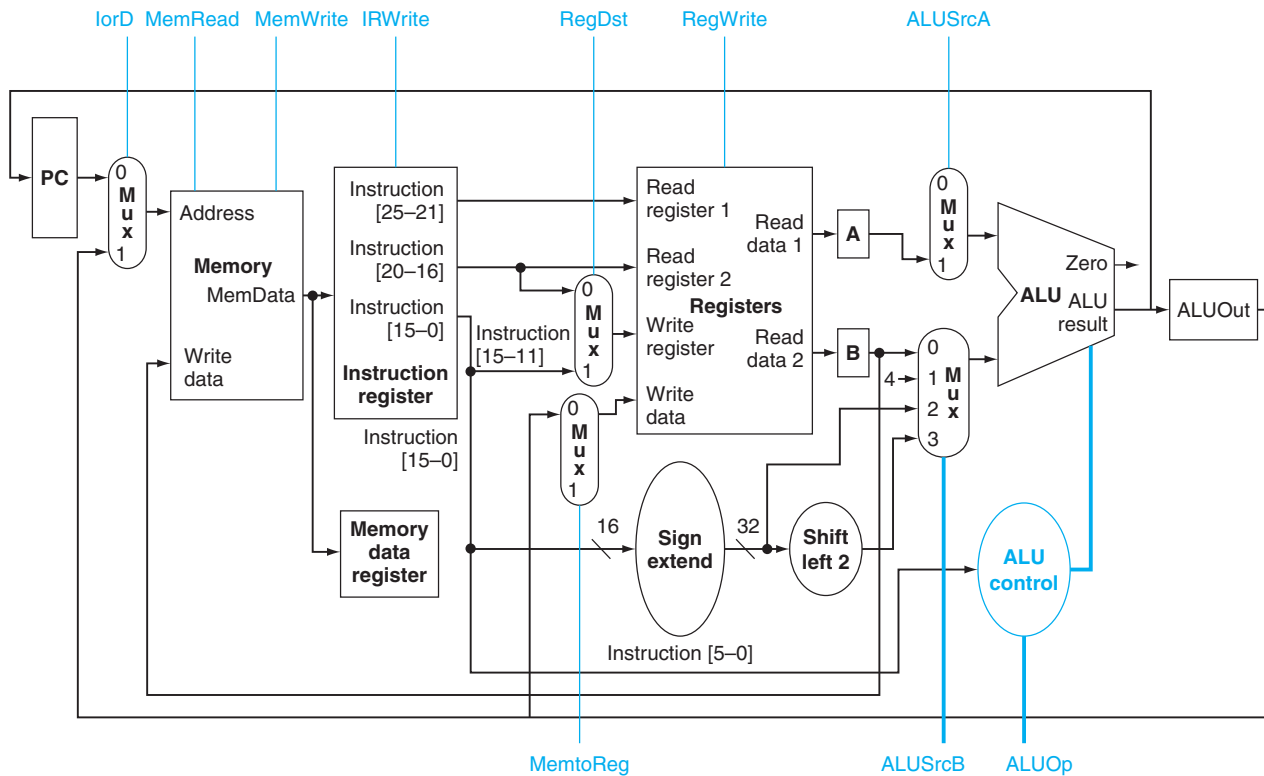 IorD
MemRead
MemWrite
IRWrite
RegDst
RegWrite
ALUSrcA
PC
0
M
u
x
1
Address
Memory
MemData
Write
data
Instruction
[25–21]
Instruction
[20–16]
Instruction
[15–0]
Instruction
register
Instruction
[15–0]
Instruction
[15–11]
Memory
data
register
0
M
u
x
1
0
M
u
x
1
Read
register 1
Read
register 2
Registers
Write
register
Write
data
Read
data 1
Read
data 2
16
Sign
extend
32
Shift
left 2
Instruction [5–0]
A
B
4
0
M
u
x
1
0
1
2
3
M
u
x
Zero
ALU
ALU
result
ALUOut
ALU
control
MemtoReg
ALUSrcB
ALUOp